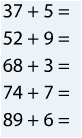 37 + 5 =
52 + 9 =
68 + 3 =
74 + 7 =
89 + 6 =